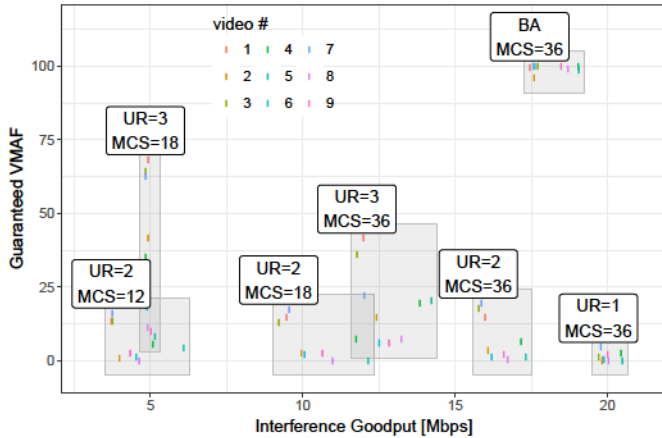 video #
1 4 7
2 5 8
3 6 9
BA
MCS=36
100
UR=3
MCS=18
75
Guaranteed VMAF
50
UR=3
MCS=36
UR=2
MCS=12
UR=2
MCS=18
UR=2
MCS=36
25
UR=1
MCS=36
0
5 10 15 20
Interference Goodput [Mbps]